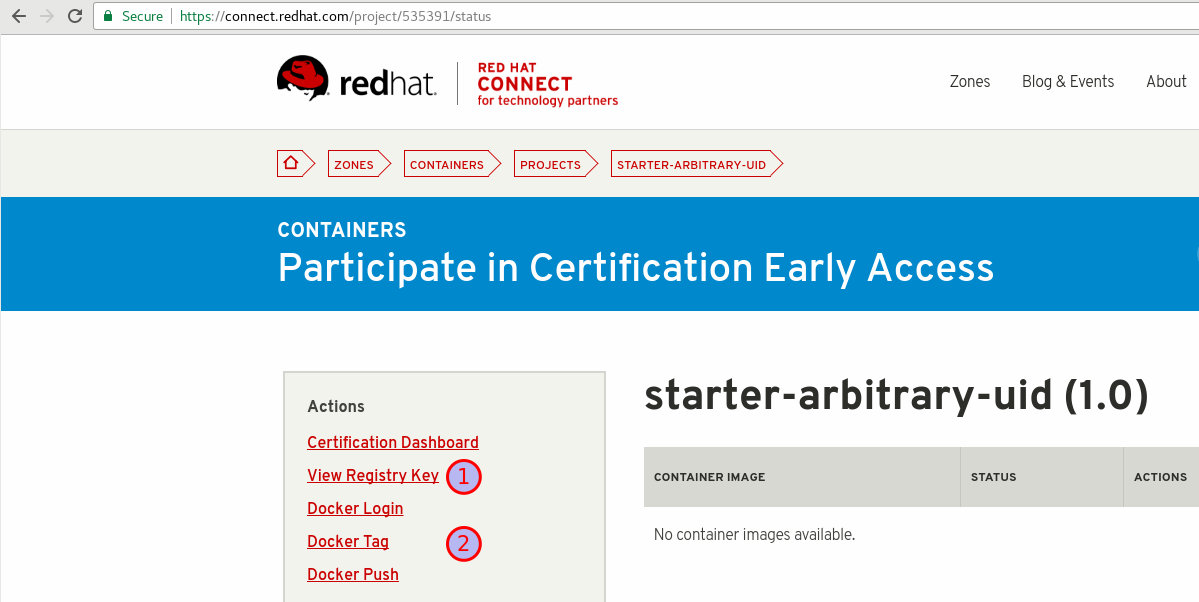 Secure https://connect.redhat.com/project/535391/status
redhat.
RED HAT
CONNECT
for technology partners
Zones Blog & Events About
ZONES CONTAINERS PROJECTS STARTER-ARBITRARY-UID
CONTAINERS
Participate in Certification Early Access
Actions
Certification Dashboard
View Registry Key 1
Docker Login
Docker Tag 2
Docker Push
starter-arbitrary-uid (1.0)
CONTAINER IMAGE STATUS ACTIONS
No container images available.